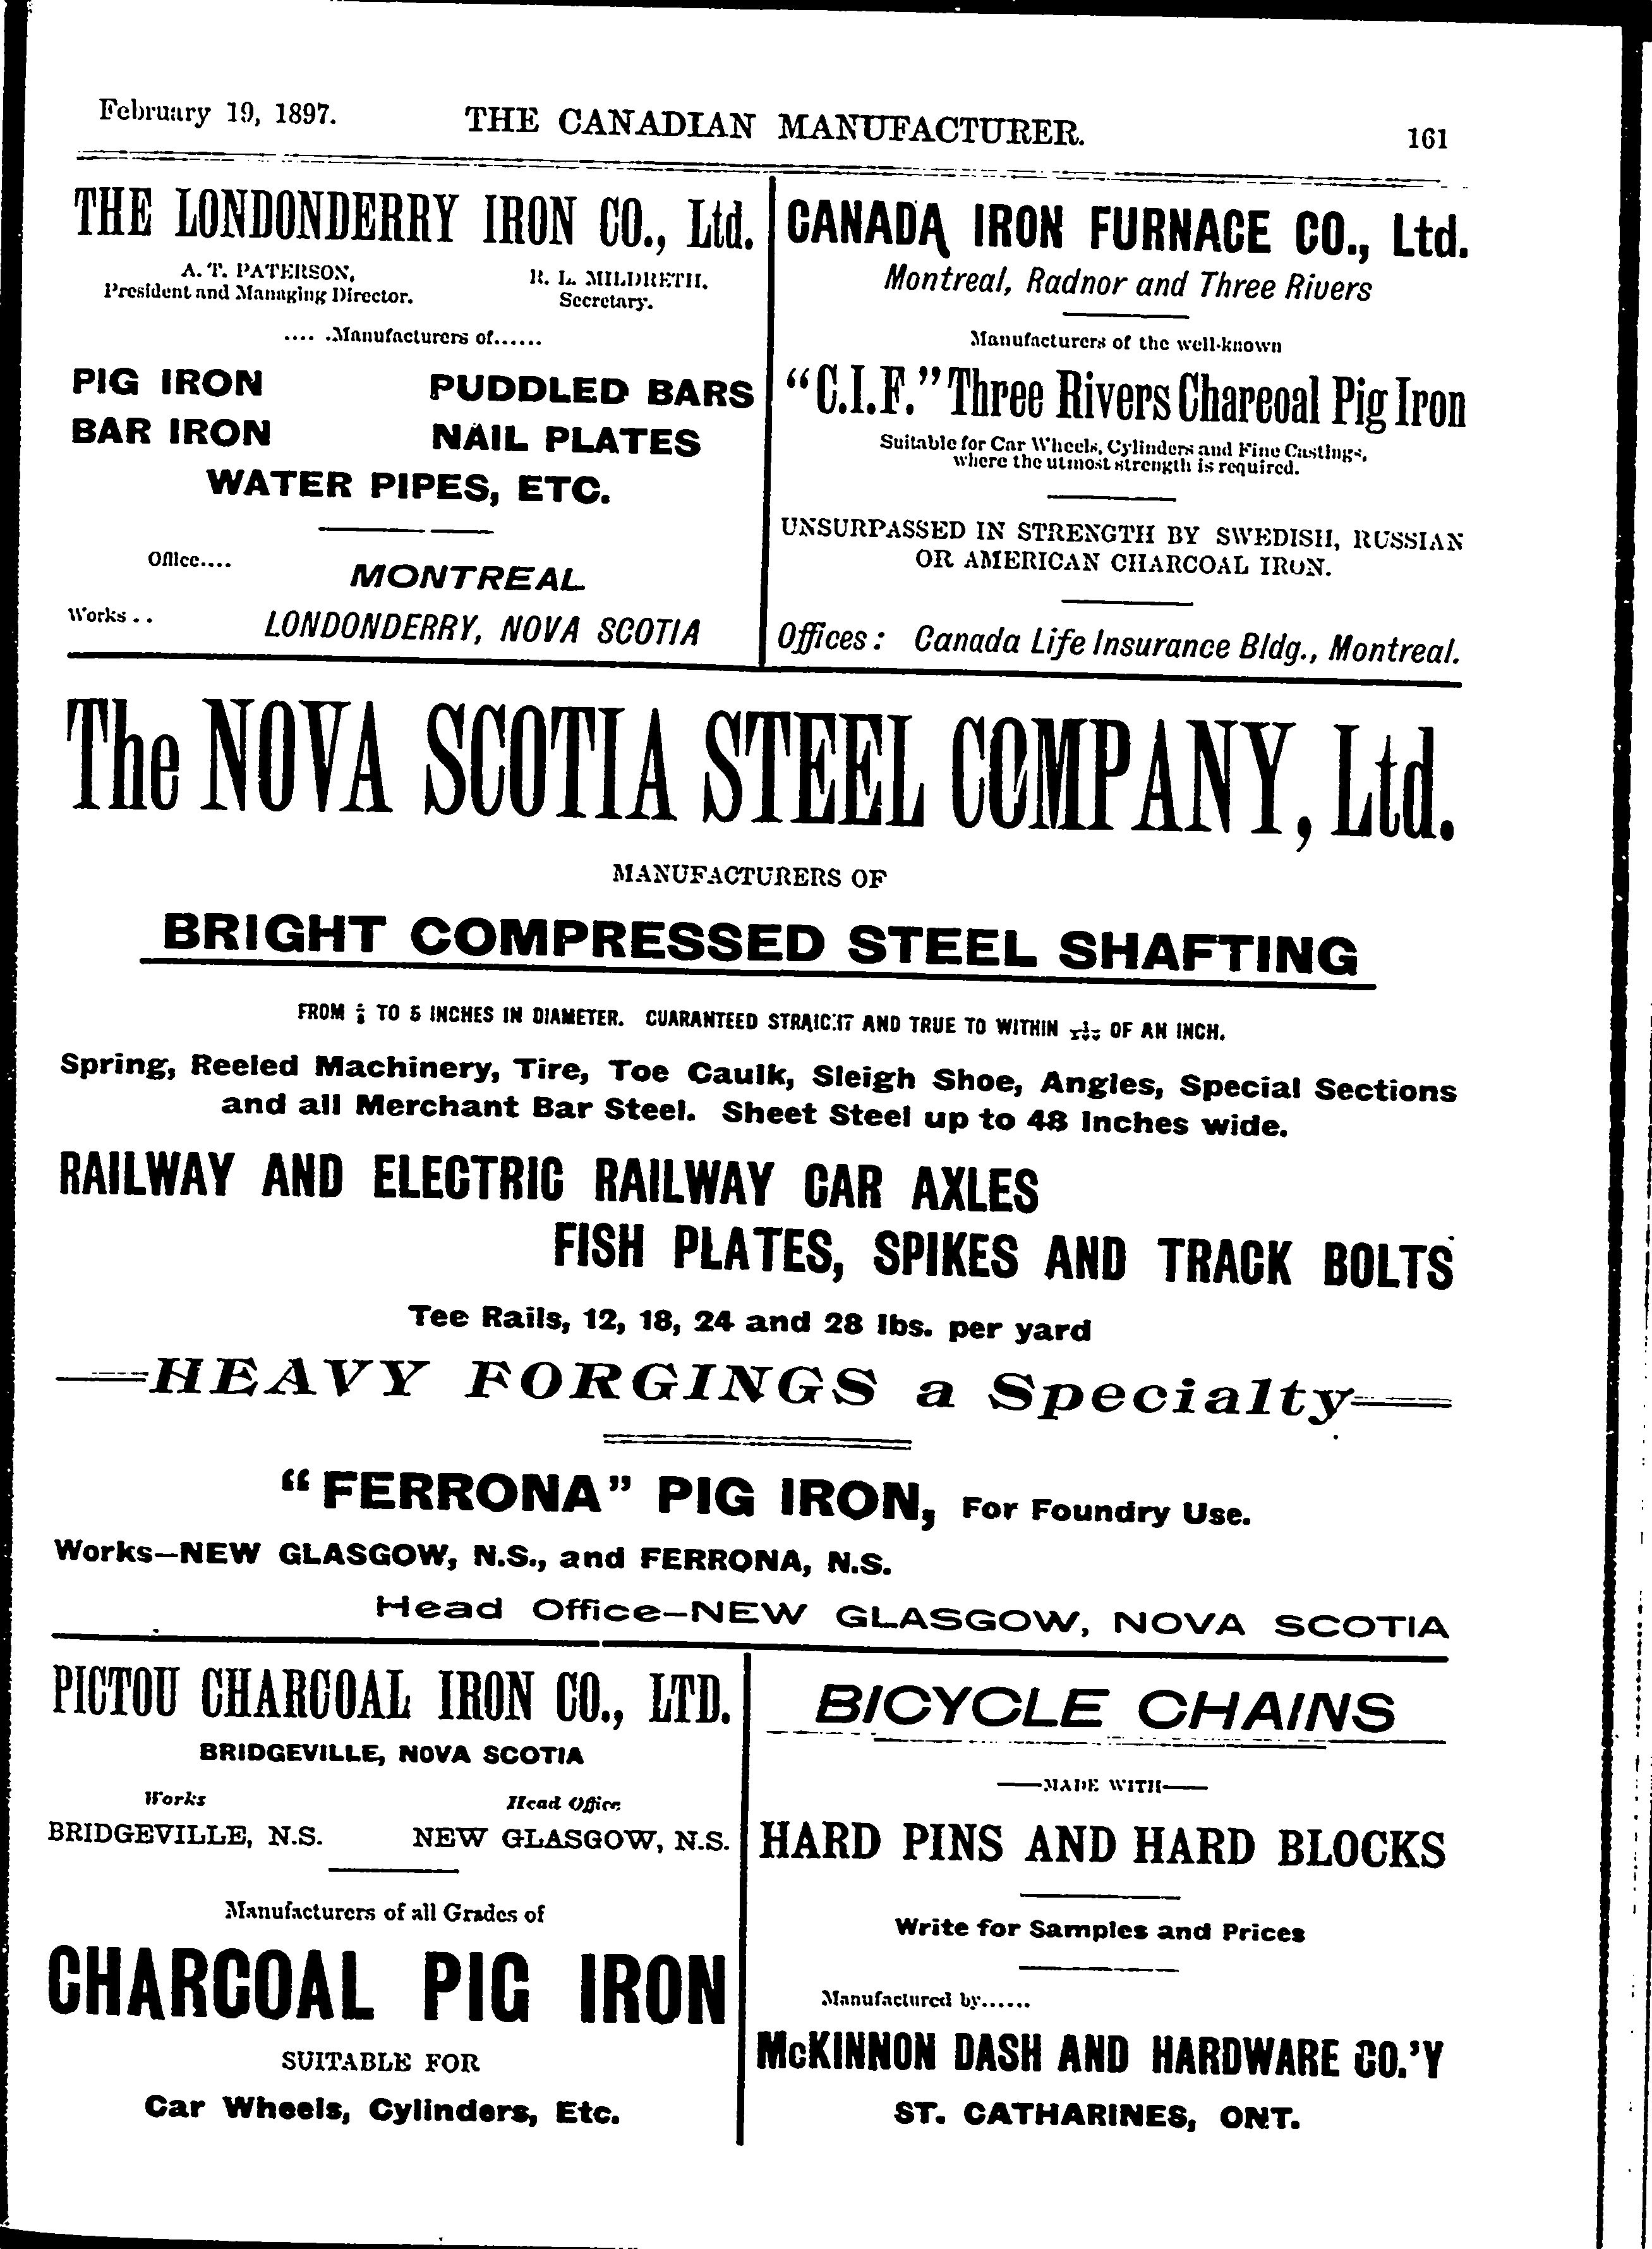 February 19, 1897.
THE CANADIAN MANUFACTURER.
161
THE LONDONDERRY IRON CO., Ltd.
A. T. PATERSON,
President and Managing Director.
R. L. MILDRETH,
Secretary.
.... .Manufacturers of......
PIG IRON
PUDDLED BARS
BAR IRON
NAIL PLATES
WATER PIPES, ETC.
Office....
MONTREAL
Works ..
LONDONDERRY, NOVA SCOTIA
CANADA IRON FURNACE CO., Ltd.
Montreal, Radnor and Three Rivers
Manufacturers of the well-known
"C.I.F." Three Rivers Charcoal Pig Iron
Suitable for Car Wheels, Cylinders and Fine Castings,
where the utmost strength is required.
UNSURPASSED IN STRENGTH BY SWEDISH, RUSSIAN
OR AMERICAN CHARCOAL IRON.
Offices: Canada Life Insurance Bldg., Montreal.
The NOVA SCOTIA STEEL COMPANY, Ltd.
MANUFACTURERS OF
BRIGHT COMPRESSED STEEL SHAFTING
FROM TO 5 INCHES IN DIAMETER. GUARANTEED STRAIGHT AND TRUE TO WITHIN OF AN INCH.
Spring, Reeled Machinery, Tire, Toe Caulk, Sleigh Shoe, Angles, Special Sections
and all Merchant Bar Steel. Sheet Steel up to 48 Inches wide.
RAILWAY AND ELECTRIC RAILWAY CAR AXLES
FISH PLATES, SPIKES AND TRACK BOLTS
Tee Rails, 12, 18, 24 and 28 lbs. per yard
HEAVY FORGINGS a Specialty
"FERRONA" PIG IRON, For Foundry Use.
Works—NEW GLASGOW, N.S., and FERRONA, N.S.
Head Office—NEW GLASGOW, NOVA SCOTIA
PICTOU CHARCOAL IRON CO., LTD.
BRIDGEVILLE, NOVA SCOTIA
Works
Head Office
BRIDGEVILLE, N.S.
NEW GLASGOW, N.S.
Manufacturers of all Grades of
CHARCOAL PIG IRON
SUITABLE FOR
Car Wheels, Cylinders, Etc.
BICYCLE CHAINS
—MADE WITH—
HARD PINS AND HARD BLOCKS
Write for Samples and Prices
Manufactured by......
McKINNON DASH AND HARDWARE CO.'Y
ST. CATHARINES, ONT.